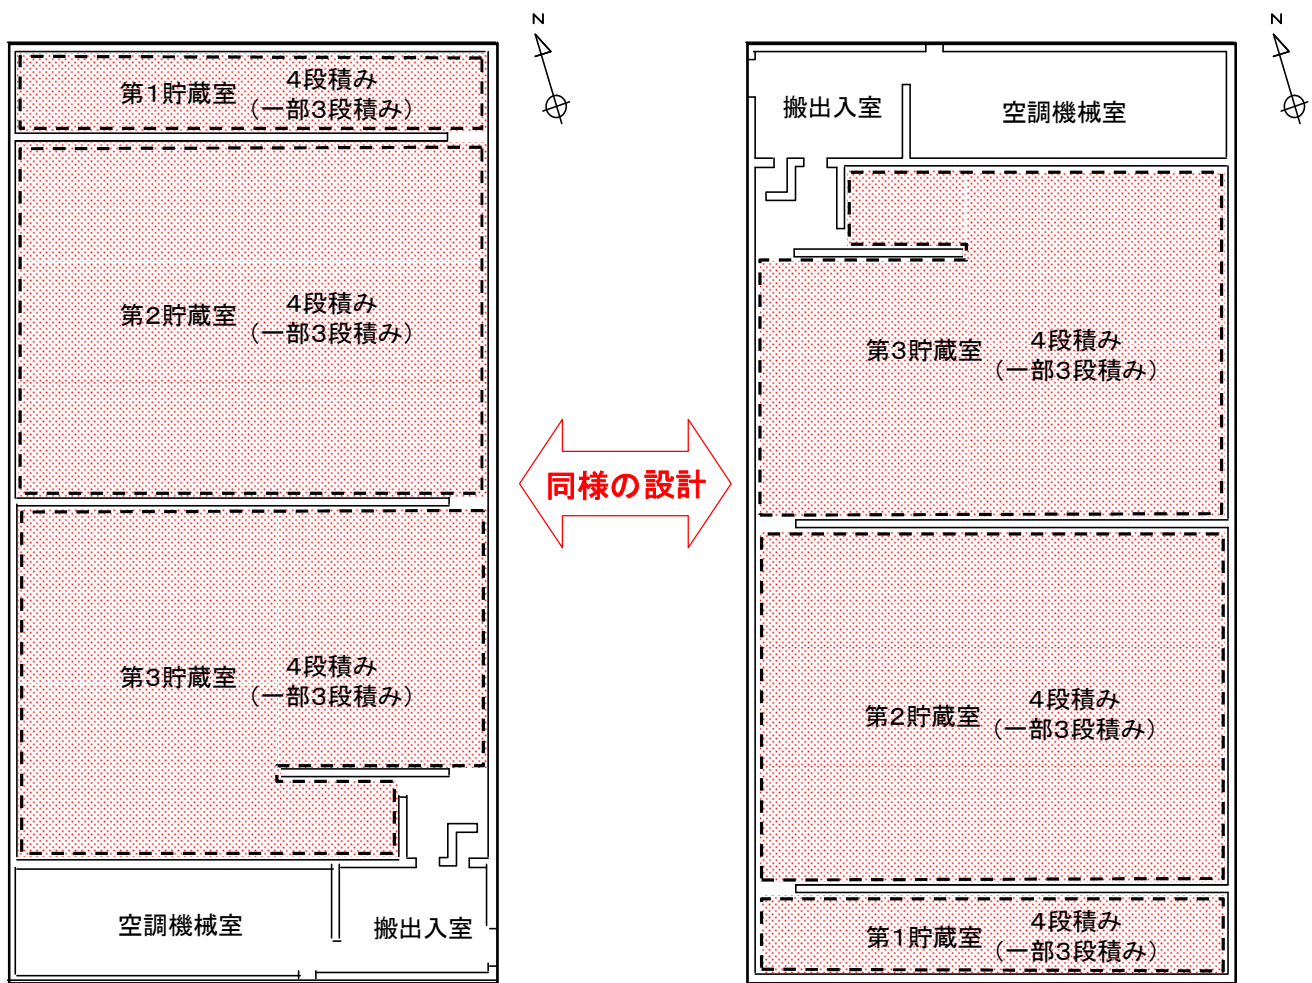 N
第1貯蔵室
4段積み
(一部3段積み)
第2貯蔵室
4段積み
(一部3段積み)
第3貯蔵室
4段積み
(一部3段積み)
空調機械室
搬出入室
同様の設計
N
搬出入室
空調機械室
第3貯蔵室
4段積み
(一部3段積み)
第2貯蔵室
4段積み
(一部3段積み)
第1貯蔵室
4段積み
(一部3段積み)